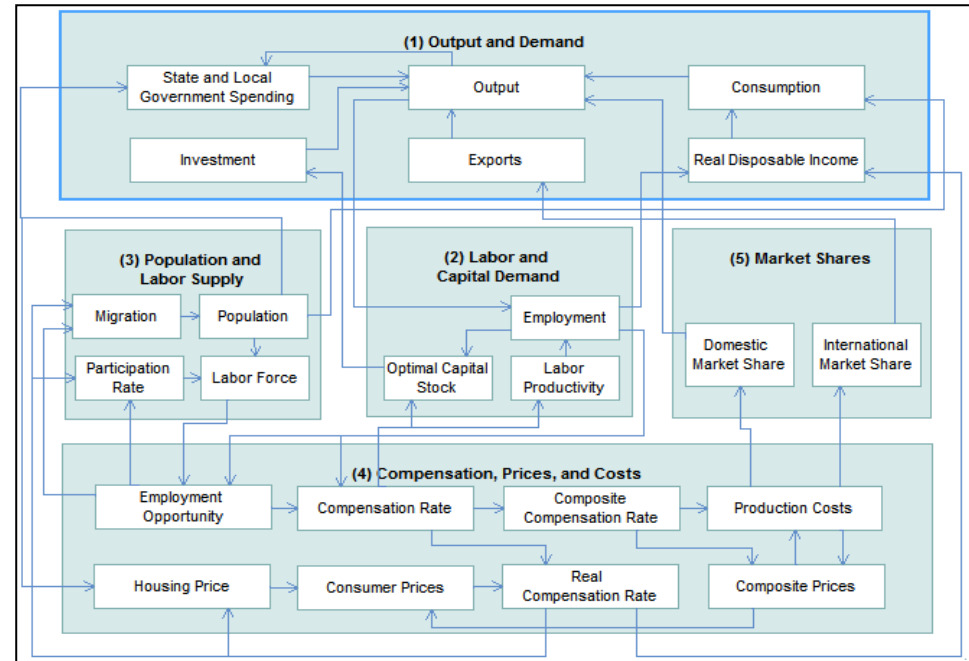 (1) Output and Demand
State and Local
Government Spending
Output
Consumption
Investment
Exports
Real Disposable Income
(3) Population and
Labor Supply
Migration
Population
Participation
Rate
Labor Force
(2) Labor and
Capital Demand
Employment
Optimal Capital
Stock
Labor
Productivity
(5) Market Shares
Domestic
Market Share
International
Market Share
(4) Compensation, Prices, and Costs
Employment
Opportunity
Compensation Rate
Composite
Compensation Rate
Production Costs
Housing Price
Consumer Prices
Real
Compensation Rate
Composite Prices